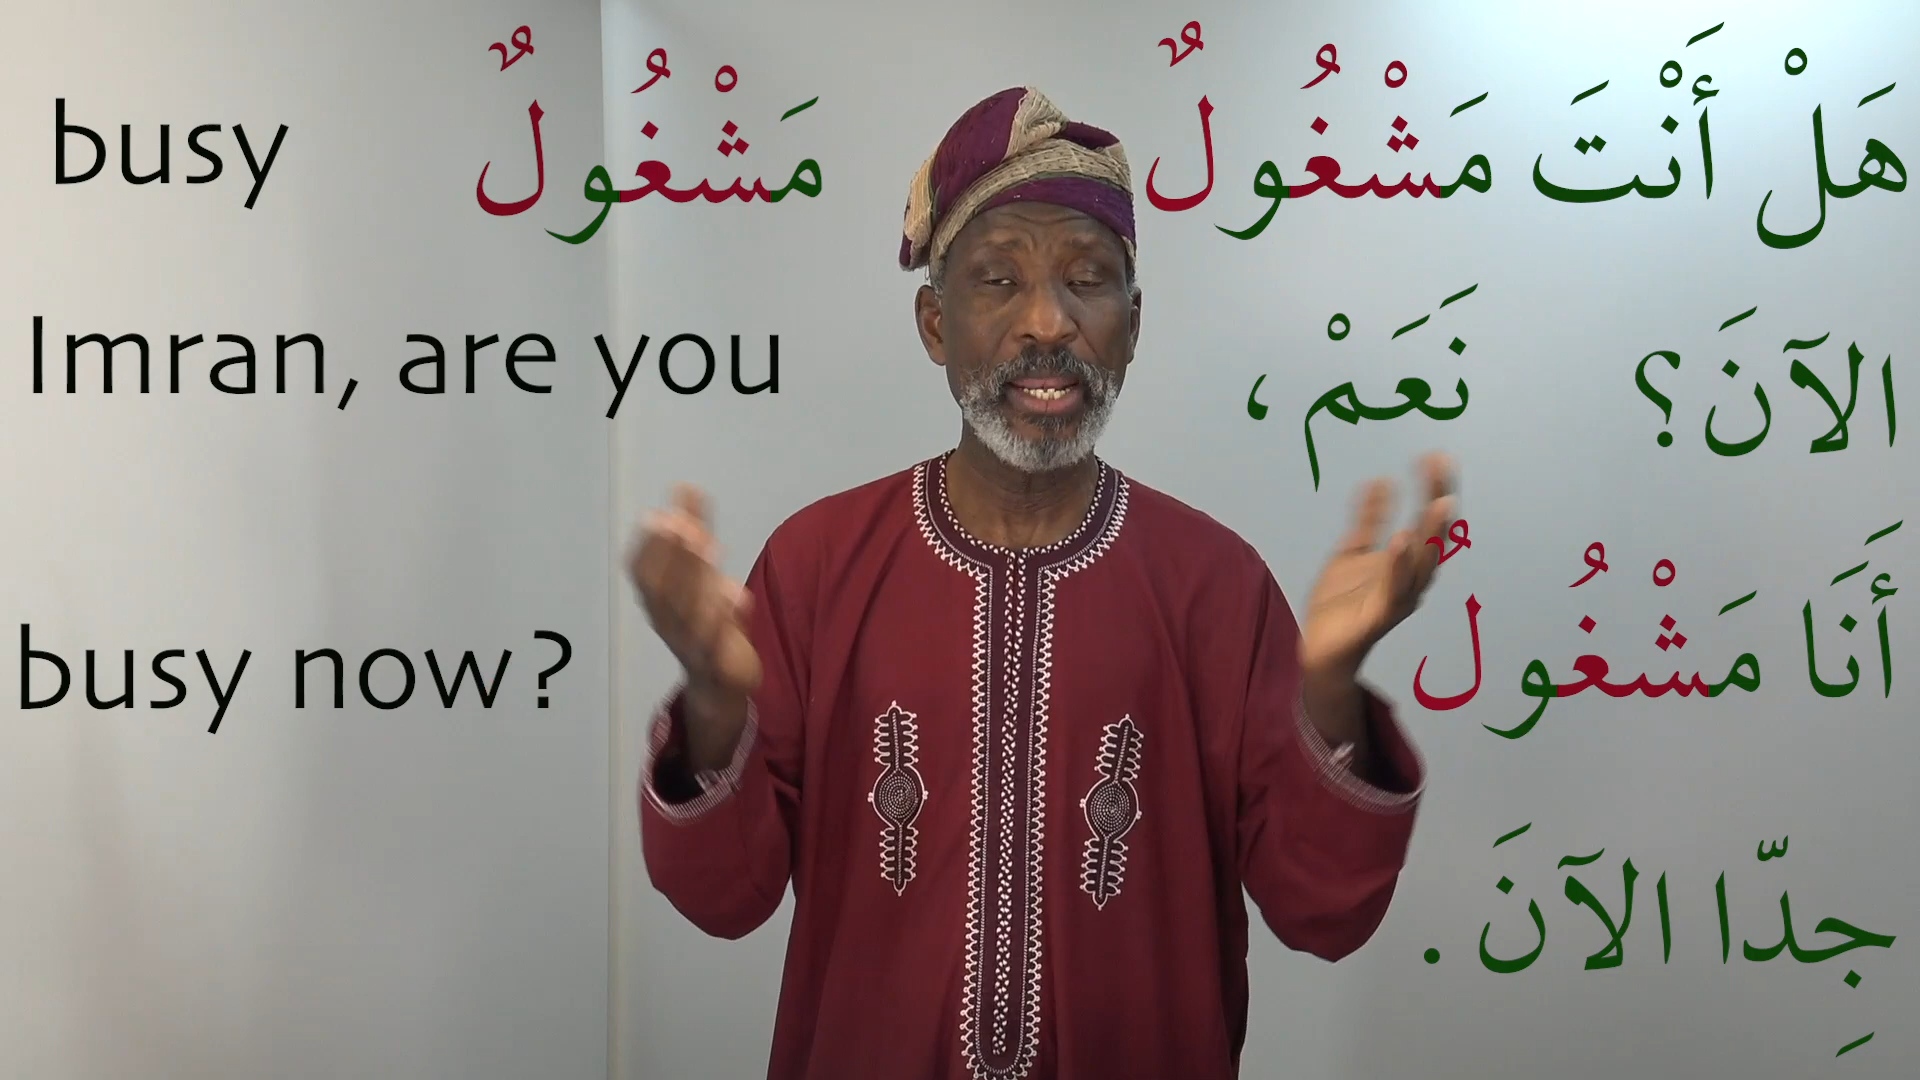 busy
مَشْغُولٌ
هَلْ أَنْتَ مَشْغُولٌ
Imran, are you
الآنَ؟ نَعَمْ،
busy now?
أَنَا مَشْغُولٌ
جِدّا الآنَ.